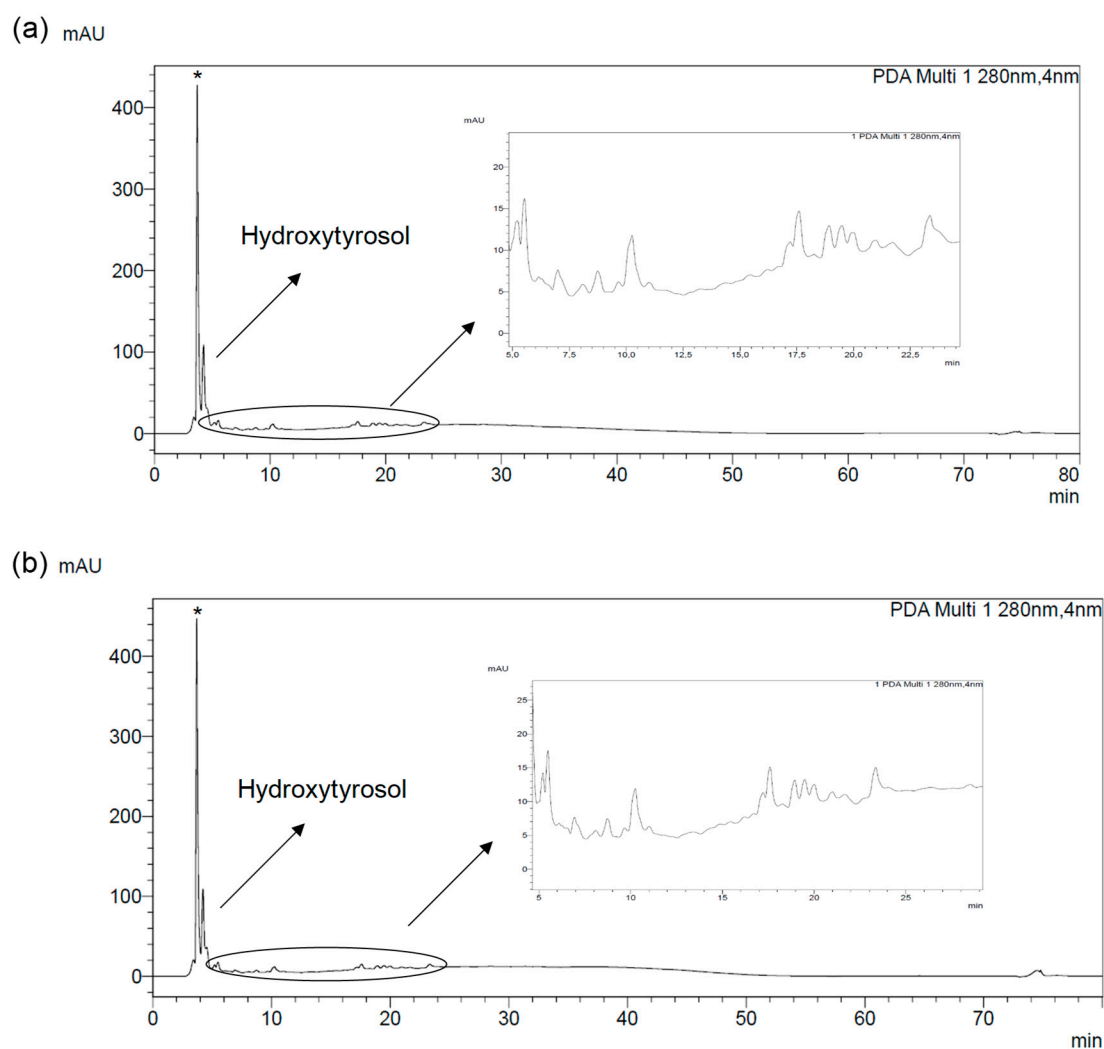 (a) mAU
*
PDA Multi 1 280nm,4nm
400
300
200
100
0
Hydroxytyrosol
mAU
1 PDA Multi 1 280nm,4nm
20
15
10
5
0
5,0 7,5 10,0 12,5 15,0 17,5 20,0 22,5
min
0 10 20 30 40 50 60 70 80
min
(b) mAU
*
PDA Multi 1 280nm,4nm
400
300
200
100
0
Hydroxytyrosol
mAU
1 PDA Multi 1 280nm,4nm
25
20
15
10
5
0
5 10 15 20 25
min
0 10 20 30 40 50 60 70
min